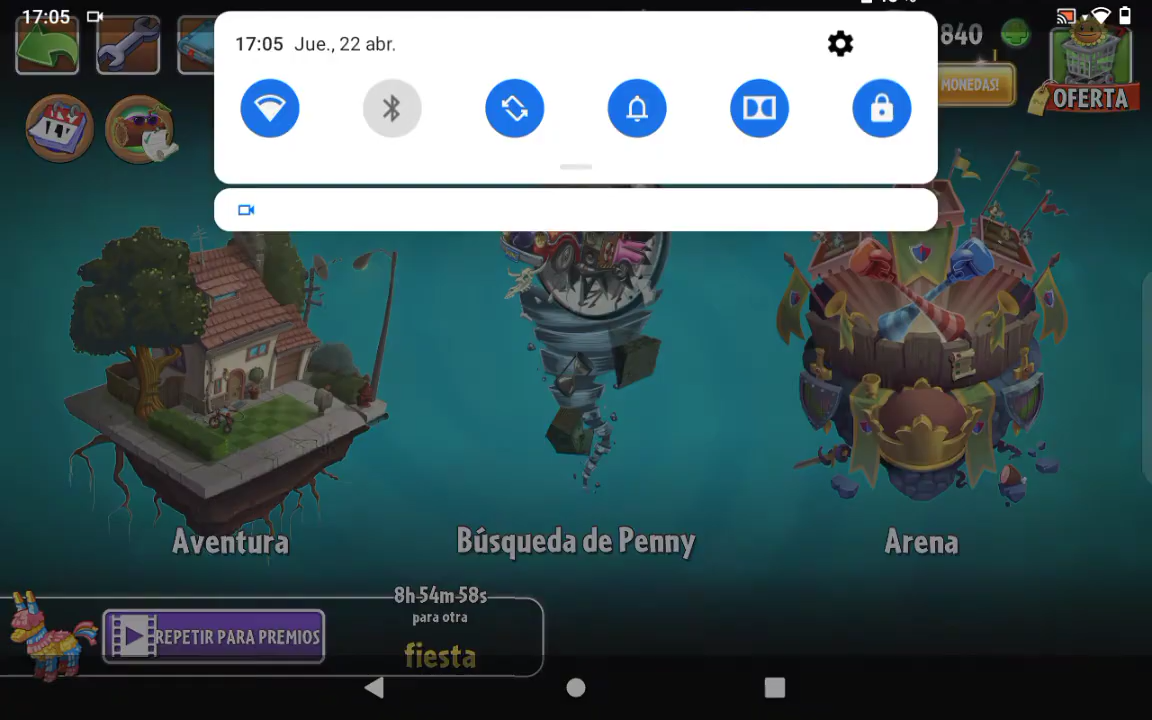 17:05
17:05 Jue., 22 abr.
840
MONEDAS!
OFERTA
Aventura
Búsqueda de Penny
Arena
8h-54m-58s
para otra
fiesta
REPETIR PARA PREMIOS